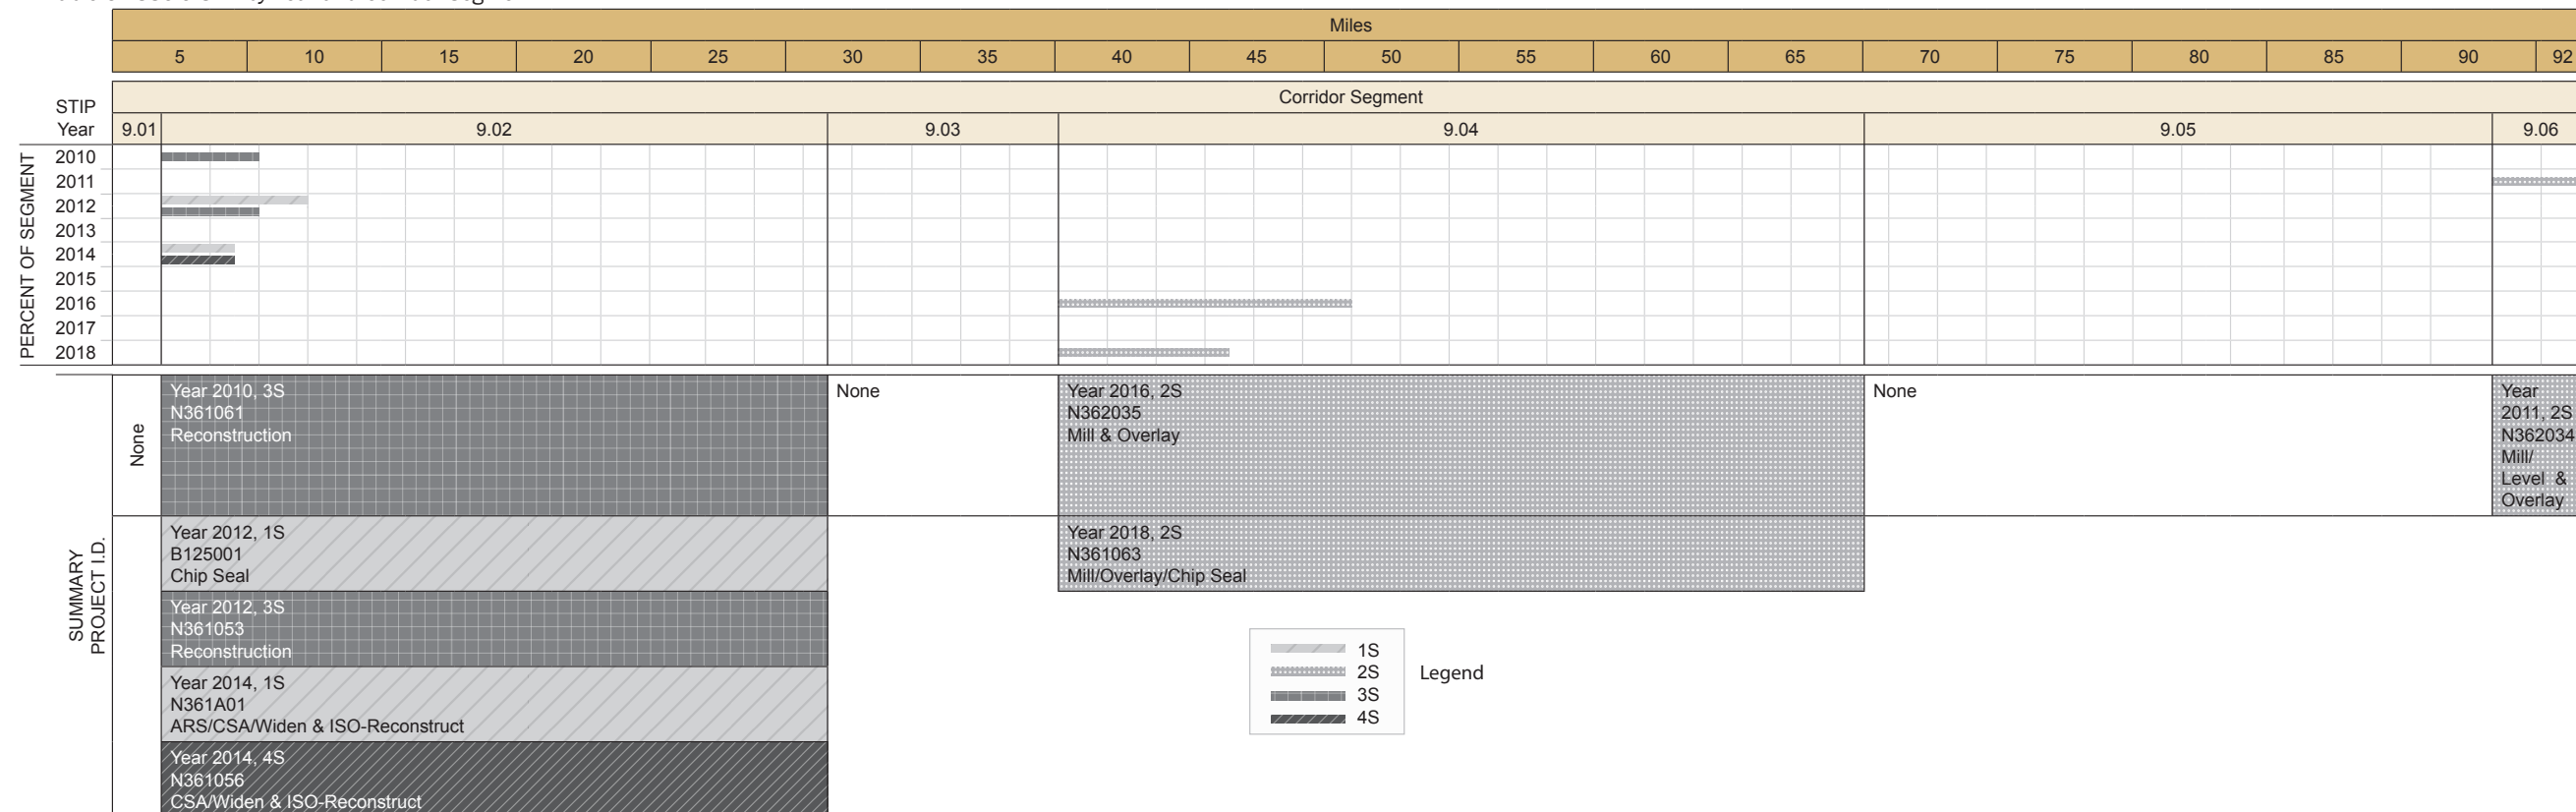 Miles
5 10 15 20 25 30 35 40 45 50 55 60 65 70 75 80 85 90 92
Corridor Segment
STIP
Year
9.01 9.02 9.03 9.04 9.05 9.06
PERCENT OF SEGMENT
2010
2011
2012
2013
2014
2015
2016
2017
2018
SUMMARY
PROJECT I.D.
None
Year 2010, 3S
N361061
Reconstruction
Year 2012, 1S
B125001
Chip Seal
Year 2012, 3S
N361053
Reconstruction
Year 2014, 1S
N361A01
ARS/CSA/Widen & ISO-Reconstruct
Year 2014, 4S
N361056
CSA/Widen & ISO-Reconstruct
None
Year 2016, 2S
N362035
Mill & Overlay
Year 2018, 2S
N361063
Mill/Overlay/Chip Seal
None
Year
2011, 2S
N362034
Mill/
Level &
Overlay
1S
2S
3S
4S
Legend